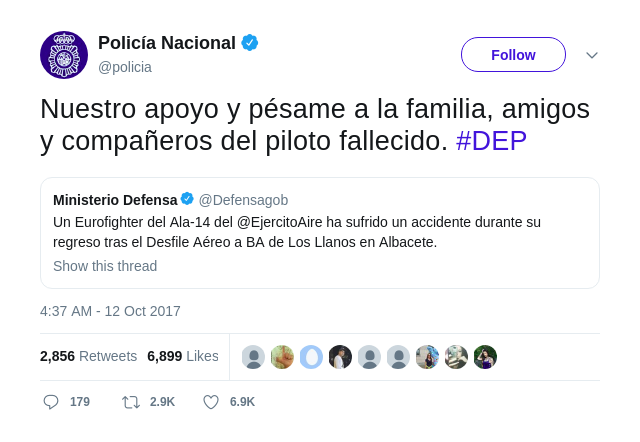 Policía Nacional
@policia
Follow
Nuestro apoyo y pésame a la familia, amigos
y compañeros del piloto fallecido. #DEP
Ministerio Defensa @Defensagob
Un Eurofighter del Ala-14 del @EjercitoAire ha sufrido un accidente durante su
regreso tras el Desfile Aéreo a BA de Los Llanos en Albacete.
Show this thread
4:37 AM - 12 Oct 2017
2,856 Retweets 6,899 Likes
179 2.9K 6.9K